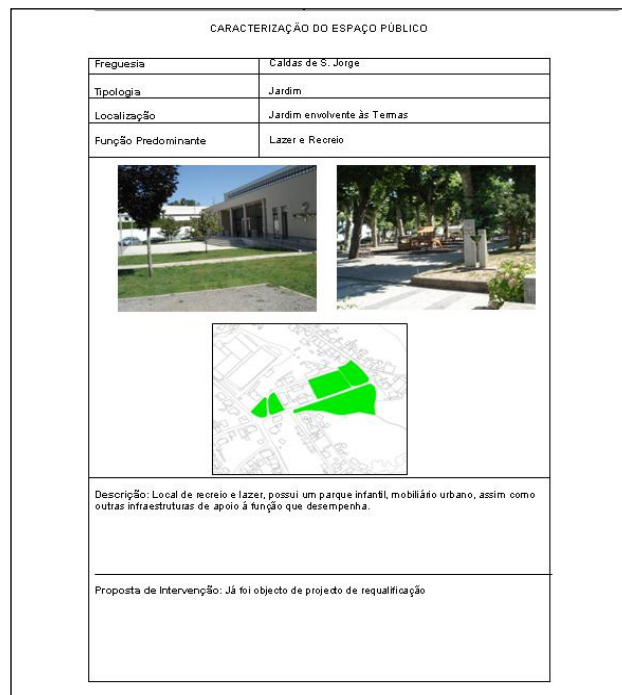 CARACTERIZAÇÃO DO ESPAÇO PÚBLICO
Freguesia Caldas de S. Jorge
Tipologia Jardim
Localização Jardim envolvente às Termas
Função Predominante Lazer e Recreio
Descrição: Local de recreio e lazer, possui um parque infantil, mobiliário urbano, assim como
outras infraestruturas de apoio á função que desempenha.
Proposta de Intervenção: Já foi objecto de projecto de requalificação